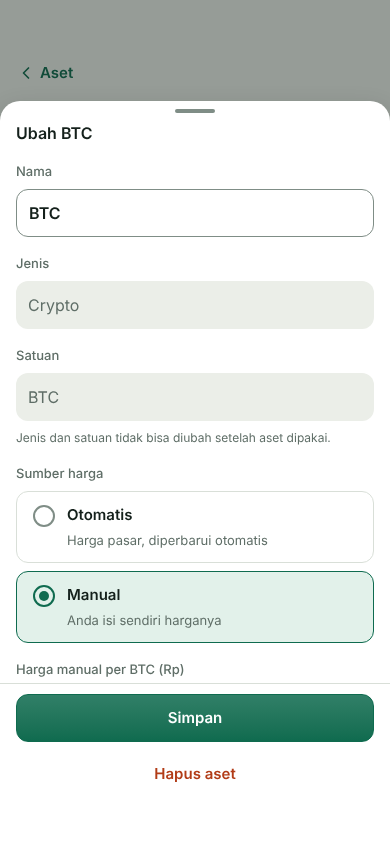 Aset
Ubah BTC
Nama
BTC
Jenis
Crypto
Satuan
BTC
Jenis dan satuan tidak bisa diubah setelah aset dipakai.
Sumber harga
Otomatis
Harga pasar, diperbarui otomatis
Manual
Anda isi sendiri harganya
Harga manual per BTC (Rp)
Simpan
Hapus aset